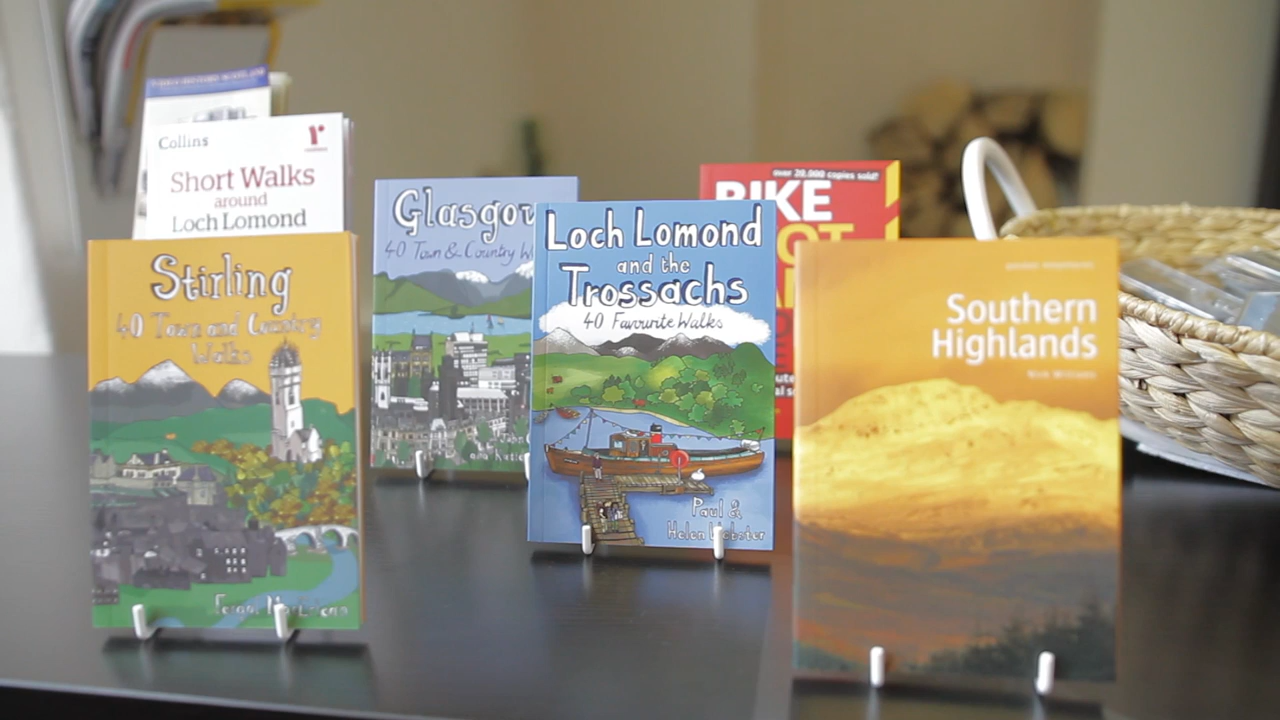 Collins
Short Walks
around
Loch Lomond
Stirling
40 Town and Country
Walks
Glasgow
40 Town & Country W
Loch Lomond
and the
Trossachs
40 Favourite Walks
Paul &
Helen Webster
over 20,000 copies sold!
BIKE
Southern
Highlands